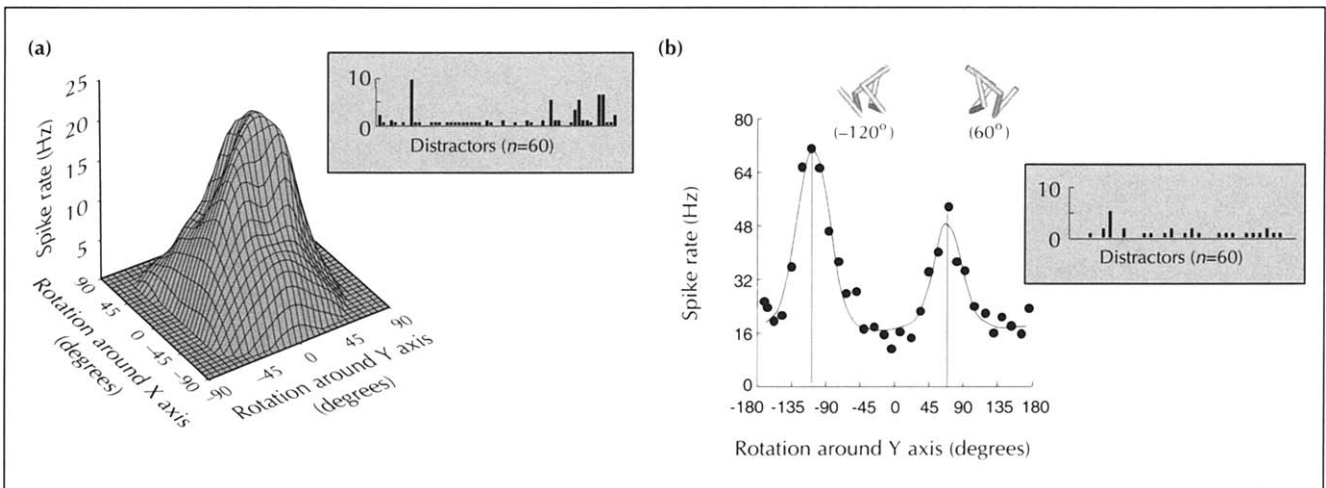 (a)
25
20
15
10
5
Spike rate (Hz)
90
45
0
−45
−90
Rotation around X axis
(degrees)
−90
−45
0
45
90
Rotation around Y axis
(degrees)
10
0
Distractors (n=60)
(b)
(−120°)
(60°)
80
64
48
32
16
0
Spike rate (Hz)
-180 -135 -90 -45 0 45 90 135 180
Rotation around Y axis (degrees)
10
0
Distractors (n=60)